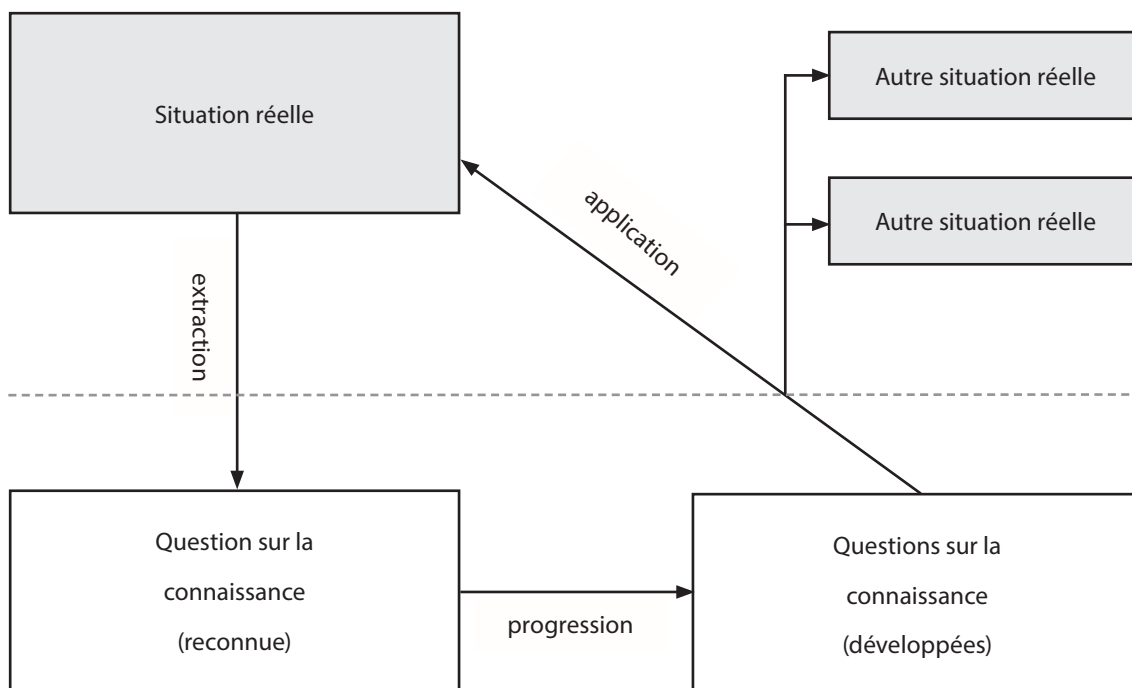 Situation réelle
Autre situation réelle
Autre situation réelle
application
extraction
Question sur la
connaissance
(reconnue)
progression
Questions sur la
connaissance
(développées)